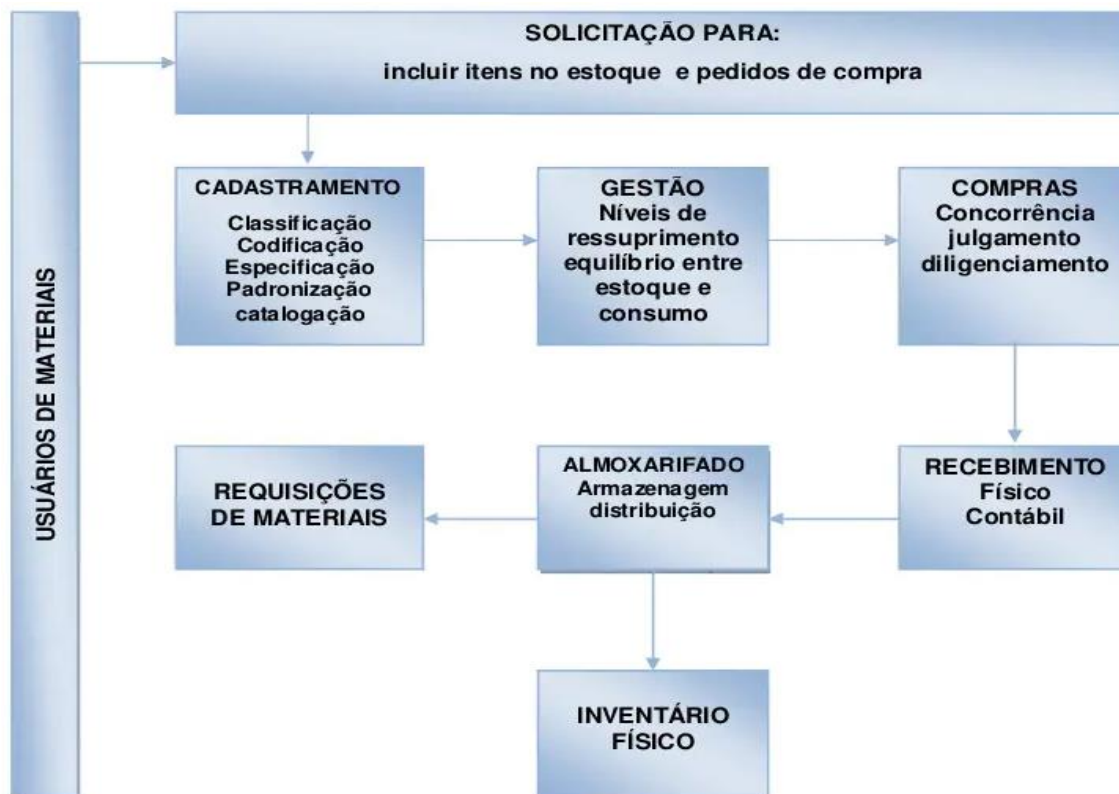 USUÁRIOS DE MATERIAIS
SOLICITAÇÃO PARA:
incluir itens no estoque e pedidos de compra
CADASTRAMENTO
Classificação
Codificação
Especificação
Padronização
catalogação
GESTÃO
Níveis de
ressuprimento
equilíbrio entre
estoque e
consumo
COMPRAS
Concorrência
julgamento
diligenciamento
REQUISIÇÕES
DE MATERIAIS
ALMOXARIFADO
Armazenagem
distribuição
RECEBIMENTO
Físico
Contábil
INVENTÁRIO
FÍSICO